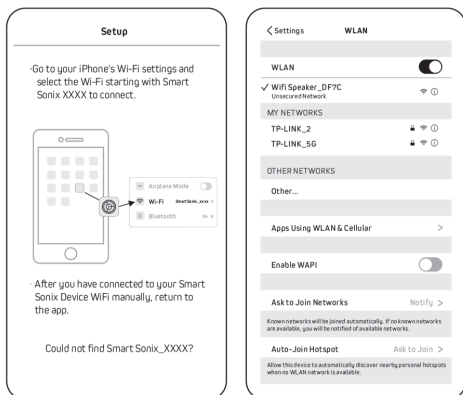 Setup
·Go to your iPhone's Wi-Fi settings and
select the Wi-Fi starting with Smart
Sonix XXXX to connect.
Airplane Mode
Wi-Fi SmartSonix_xxxx >
Bluetooth On >
· After you have connected to your Smart
Sonix Device WiFi manually, return to
the app.
Could not find Smart Sonix_XXXX?
< Settings WLAN
WLAN
✓ Wifi Speaker_DF7C
Unsecured Network
MY NETWORKS
TP-LINK_2
TP-LINK_5G
OTHER NETWORKS
Other...
Apps Using WLAN & Cellular >
Enable WAPI
Ask to Join Networks Notify >
Known networks will be joined automatically. If no known networks
are available, you will be notified of available networks.
Auto-Join Hotspot Ask to Join >
Allow this device to automatically discover nearby personal hotspots
when no WLAN network is available.